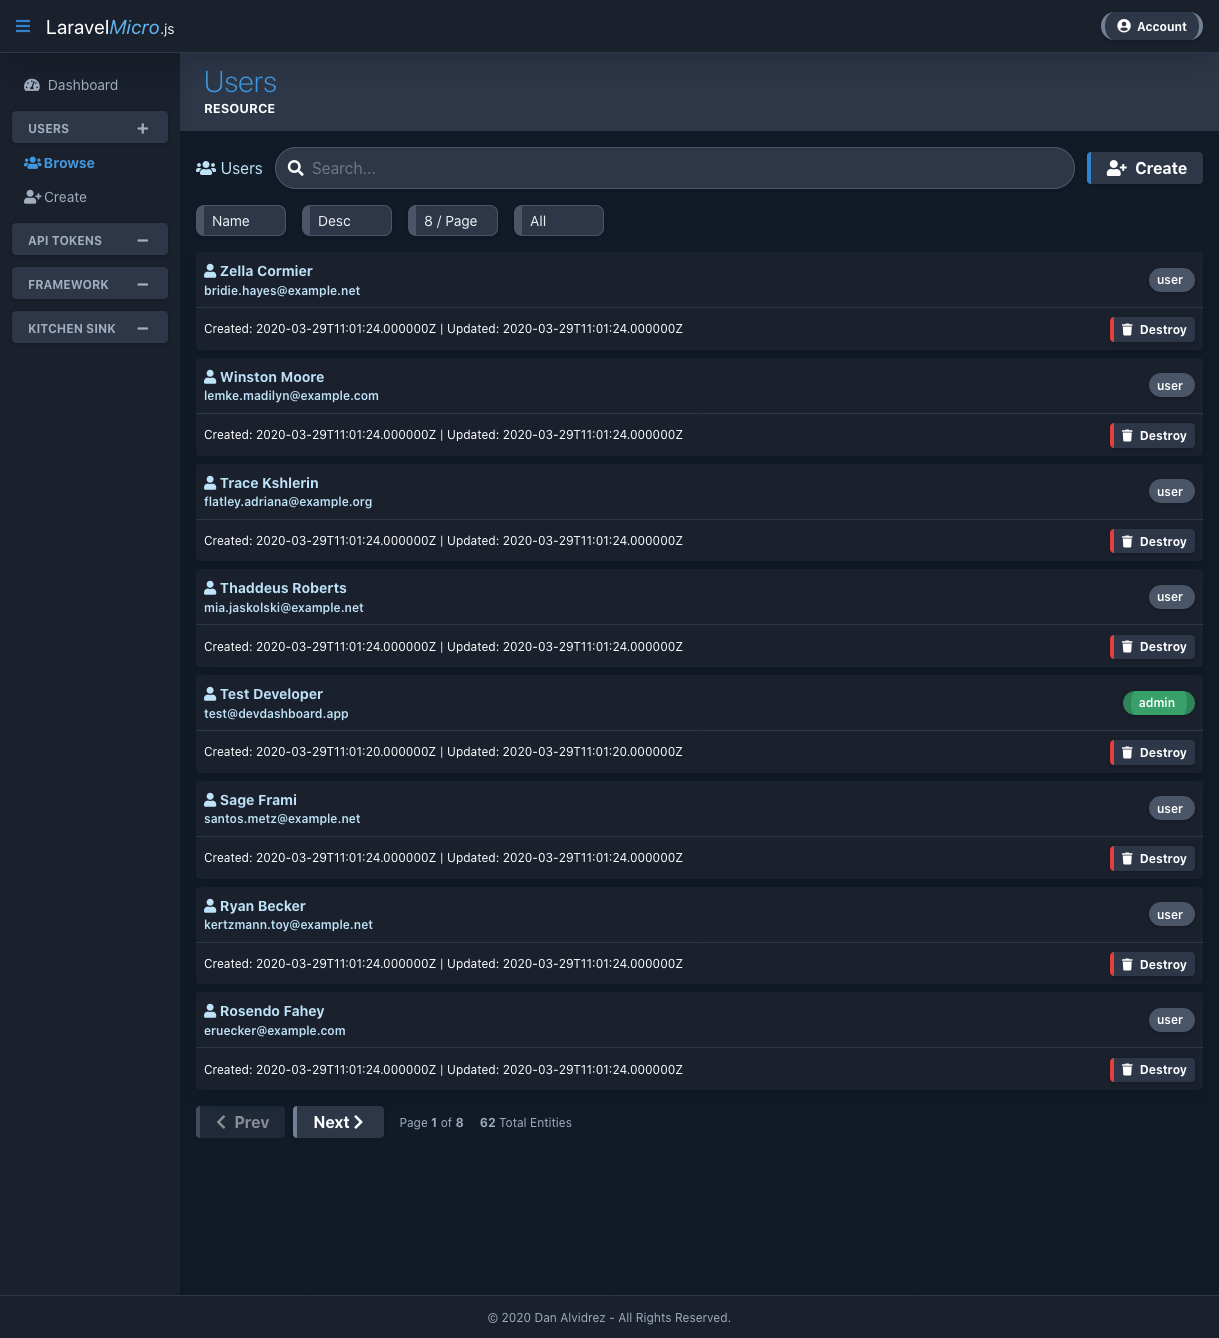 LaravelMicro.js
Account
Dashboard
USERS
Browse
Create
API TOKENS
FRAMEWORK
KITCHEN SINK
Users
RESOURCE
Users
Search...
Create
Name
Desc
8 / Page
All
Zella Cormier
bridie.hayes@example.net
user
Created: 2020-03-29T11:01:24.000000Z | Updated: 2020-03-29T11:01:24.000000Z
Destroy
Winston Moore
lemke.madilyn@example.com
user
Created: 2020-03-29T11:01:24.000000Z | Updated: 2020-03-29T11:01:24.000000Z
Destroy
Trace Kshlerin
flatley.adriana@example.org
user
Created: 2020-03-29T11:01:24.000000Z | Updated: 2020-03-29T11:01:24.000000Z
Destroy
Thaddeus Roberts
mia.jaskolski@example.net
user
Created: 2020-03-29T11:01:24.000000Z | Updated: 2020-03-29T11:01:24.000000Z
Destroy
Test Developer
test@devdashboard.app
admin
Created: 2020-03-29T11:01:20.000000Z | Updated: 2020-03-29T11:01:20.000000Z
Destroy
Sage Frami
santos.metz@example.net
user
Created: 2020-03-29T11:01:24.000000Z | Updated: 2020-03-29T11:01:24.000000Z
Destroy
Ryan Becker
kertzmann.toy@example.net
user
Created: 2020-03-29T11:01:24.000000Z | Updated: 2020-03-29T11:01:24.000000Z
Destroy
Rosendo Fahey
eruecker@example.com
user
Created: 2020-03-29T11:01:24.000000Z | Updated: 2020-03-29T11:01:24.000000Z
Destroy
Prev
Next
Page 1 of 8
62 Total Entities
© 2020 Dan Alvidrez - All Rights Reserved.